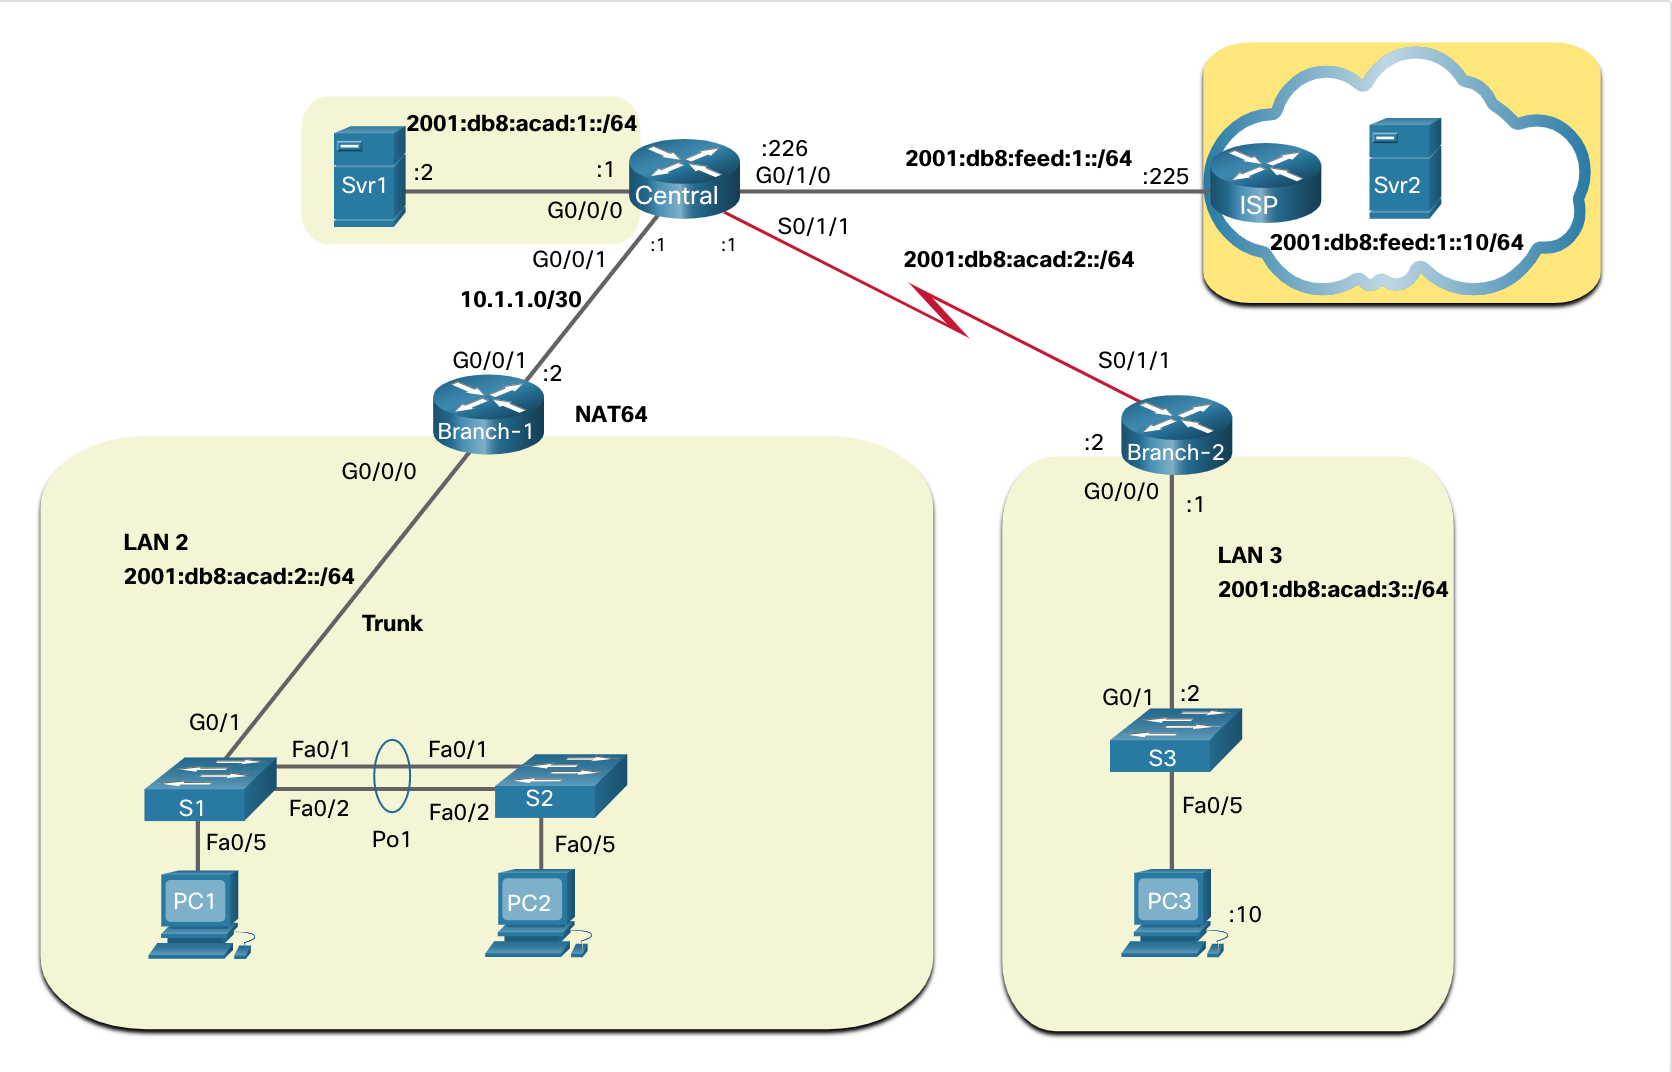 2001:db8:acad:1::/64
Svr1
:2
:1
G0/0/0
Central
:226
G0/1/0
2001:db8:feed:1::/64
:225
ISP
Svr2
2001:db8:feed:1::10/64
G0/0/1
:1
:1
S0/1/1
2001:db8:acad:2::/64
10.1.1.0/30
G0/0/1
:2
Branch-1
NAT64
S0/1/1
:2
Branch-2
G0/0/0
LAN 2
2001:db8:acad:2::/64
Trunk
G0/1
Fa0/1
Fa0/1
S1
Fa0/2
Po1
Fa0/2
S2
Fa0/5
Fa0/5
PC1
PC2
G0/0/0
:1
LAN 3
2001:db8:acad:3::/64
G0/1
:2
S3
Fa0/5
PC3
:10